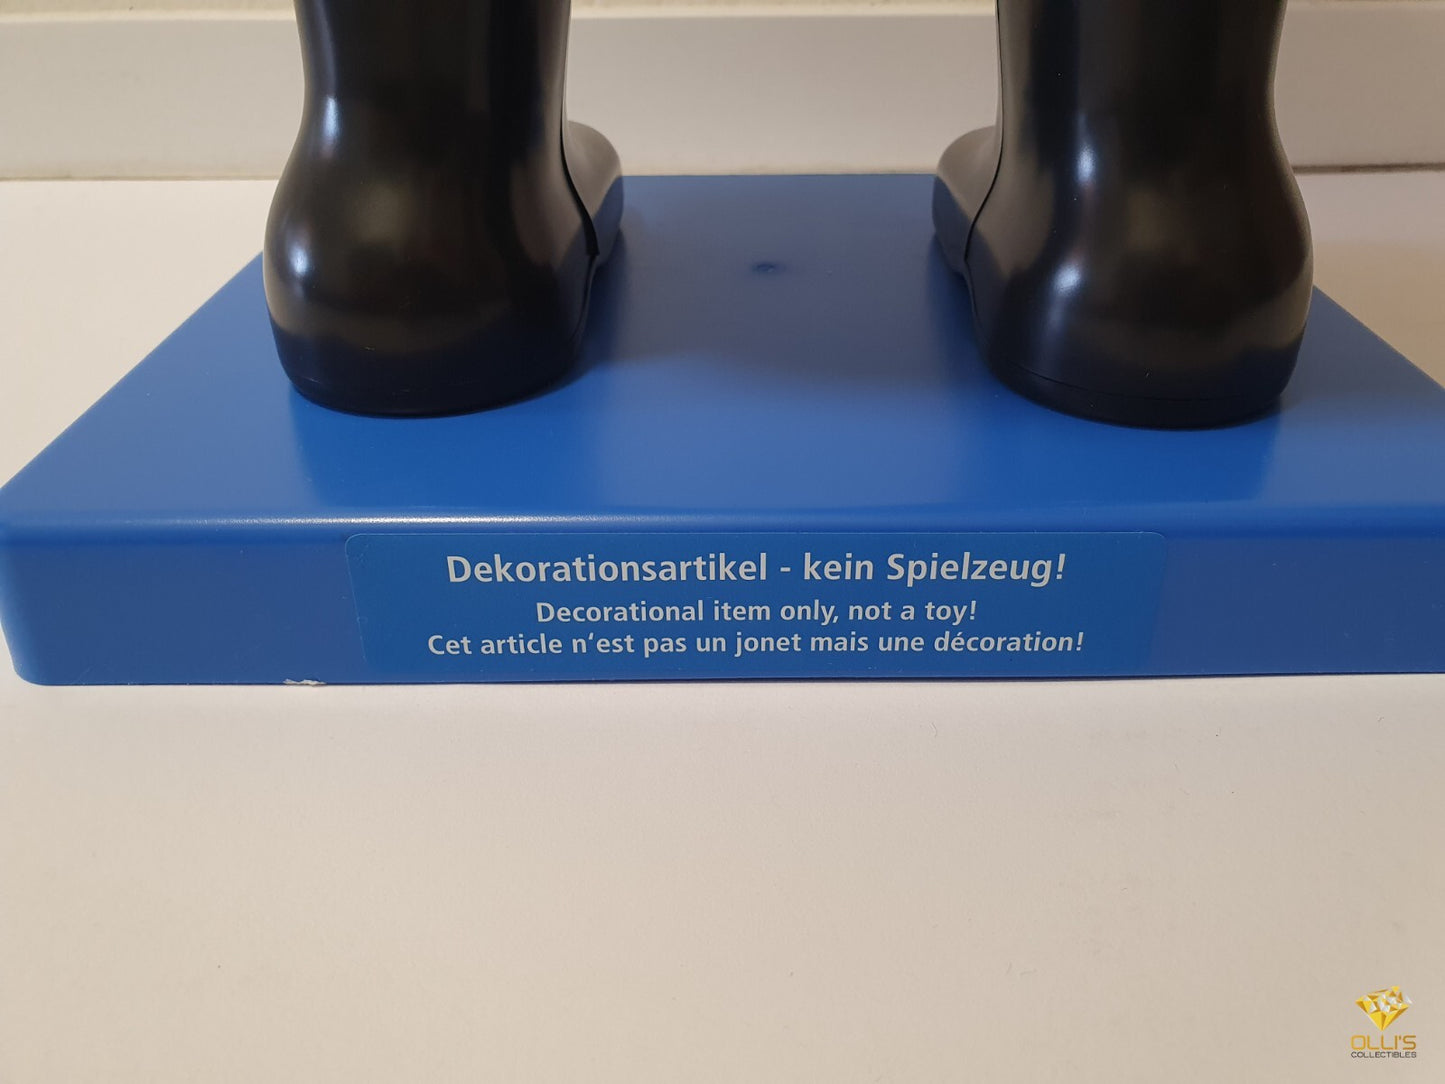 Dekorationsartikel - kein Spielzeug!
Decorational item only, not a toy!
Cet article n‘est pas un jonet mais une décoration!
OLLI'S
COLLECTIBLES